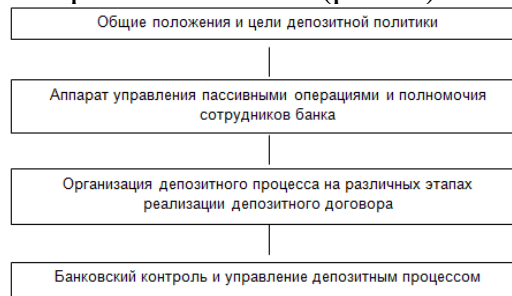 Общие положения и цели депозитной политики
Аппарат управления пассивными операциями и полномочия
сотрудников банка
Организация депозитного процесса на различных этапах
реализации депозитного договора
Банковский контроль и управление депозитным процессом